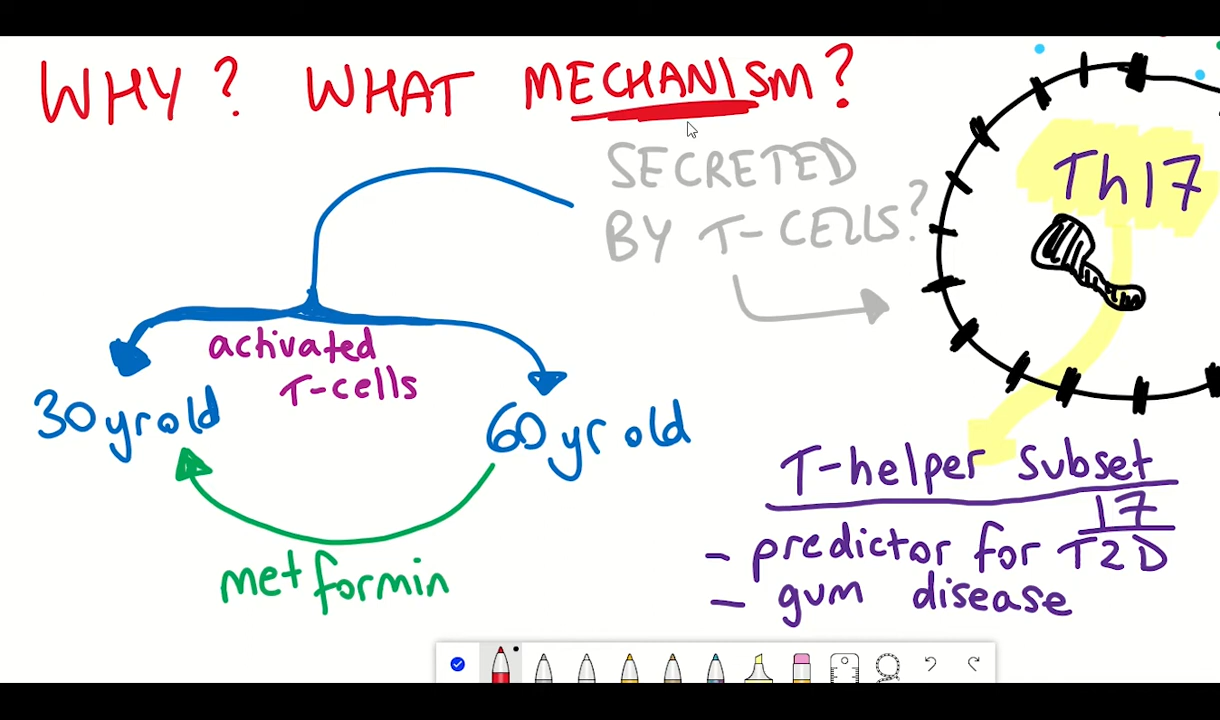 WHY? WHAT MECHANISM?
SECRETED
BY T-CELLS?
Th17
activated
T-cells
30 yr old
60 yr old
metformin
T-helper subset
17
- predictor for T2D
- gum disease